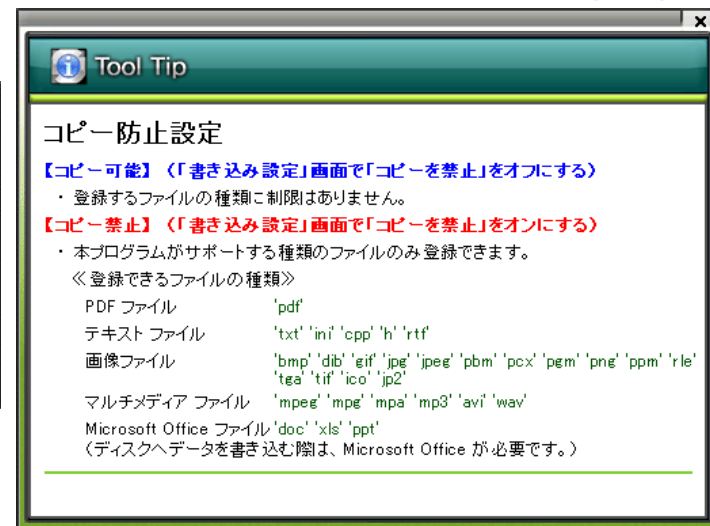 Tool Tip
コピー防止設定
【コピー可能】（「書き込み設定」画面で「コピーを禁止」をオフにする）
・ 登録するファイルの種類に制限はありません。
【コピー禁止】（「書き込み設定」画面で「コピーを禁止」をオンにする）
・ 本プログラムがサポートする種類のファイルのみ登録できます。
≪登録できるファイルの種類≫
PDF ファイル 'pdf'
テキスト ファイル 'txt' 'ini' 'cpp' 'h' 'rtf'
画像ファイル 'bmp' 'dib' 'gif' 'jpg' 'jpeg' 'pbm' 'pcx' 'pgm' 'png' 'ppm' 'rle'
'tga' 'tif' 'ico' 'jp2'
マルチメディア ファイル 'mpeg' 'mpg' 'mpa' 'mp3' 'avi' 'wav'
Microsoft Office ファイル 'doc' 'xls' 'ppt'
（ディスクへデータを書き込む際は、Microsoft Office が必要です。）